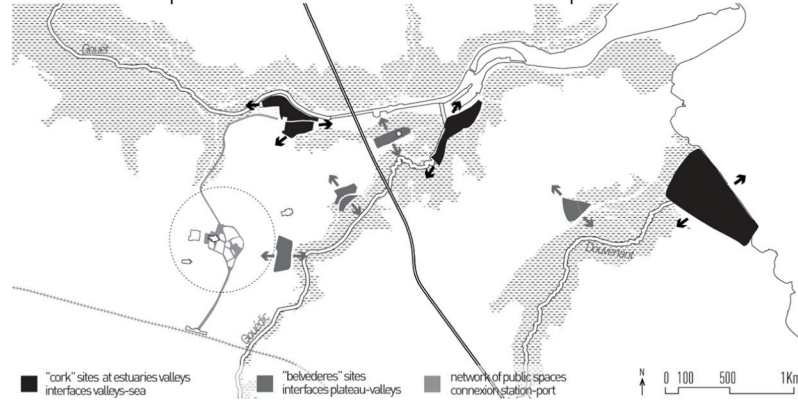 Gouët
Douvenant
Gouédic
"cork" sites at estuaries valleys
interfaces valleys-sea
"belvederes" sites
interfaces plateau-valleys
network of public spaces
connexion station-port
N
0 100 500 1Km